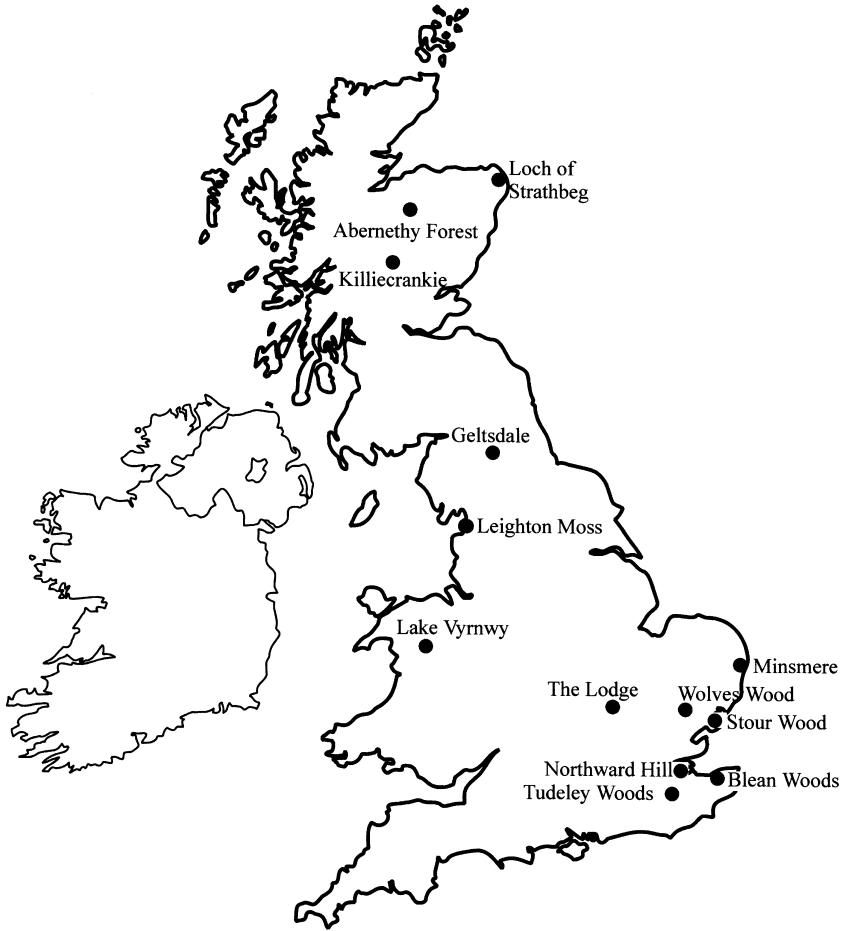 Loch of
Strathbeg
Abernethy Forest
Killiecrankie
Geltsdale
Leighton Moss
Lake Vyrnwy
Minsmere
The Lodge
Wolves Wood
Stour Wood
Northward Hill
Blean Woods
Tudeley Woods